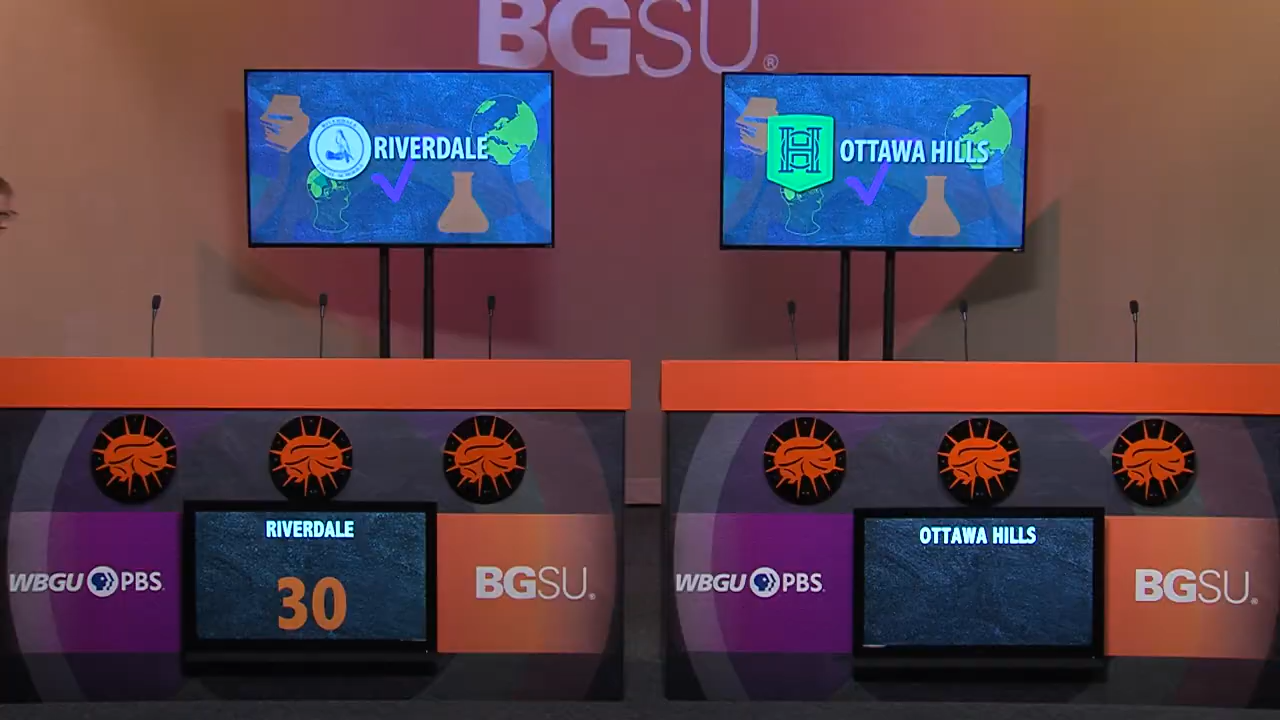 BGSU®
RIVERDALE
OTTAWA HILLS
H
RIVERDALE
30
OTTAWA HILLS
WBGU PBS
BGSU®
WBGU PBS
BGSU®